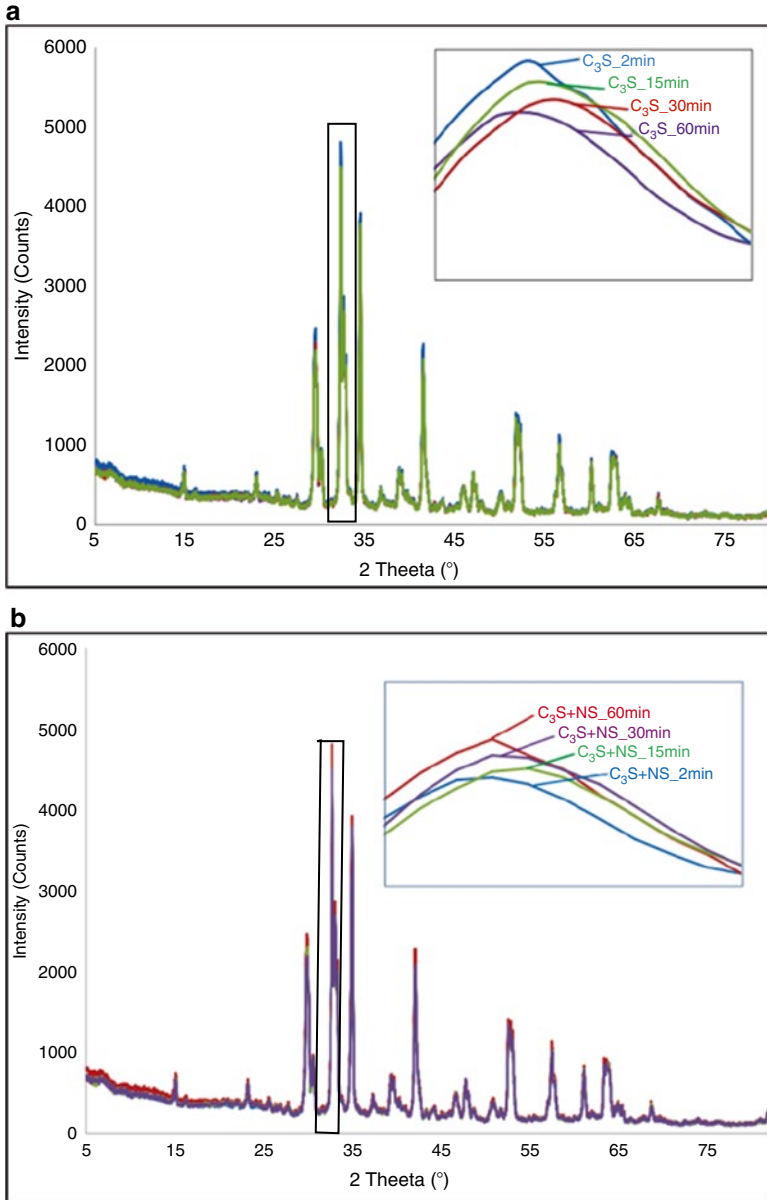 a
6000
5000
4000
3000
2000
1000
0
Intensity (Counts)
C₃S_2min
C₃S_15min
C₃S_30min
C₃S_60min
5 15 25 35 45 55 65 75
2 Theeta (°)
b
6000
5000
4000
3000
2000
1000
0
Intensity (Counts)
C₃S+NS_60min
C₃S+NS_30min
C₃S+NS_15min
C₃S+NS_2min
5 15 25 35 45 55 65 75
2 Theeta (°)